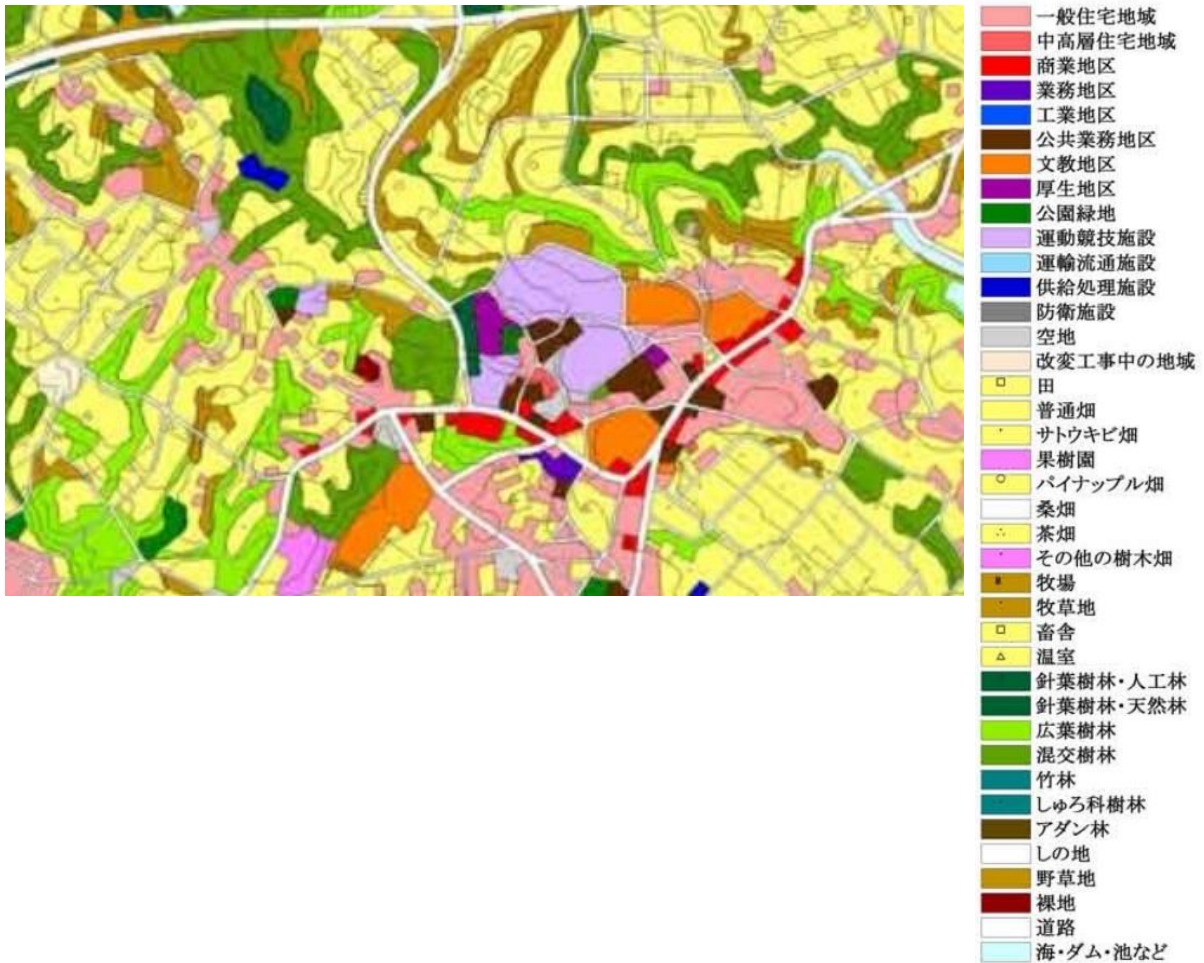 一般住宅地域
中高層住宅地域
商業地区
業務地区
工業地区
公共業務地区
文教地区
厚生地区
公園緑地
運動競技施設
運輸流通施設
供給処理施設
防衛施設
空地
改変工事中の地域
田
普通畑
サトウキビ畑
果樹園
パイナップル畑
桑畑
茶畑
その他の樹木畑
牧場
牧草地
畜舎
温室
針葉樹林・人工林
針葉樹林・天然林
広葉樹林
混交樹林
竹林
しゅろ科樹林
アダン林
しの地
野草地
裸地
道路
海・ダム・池など